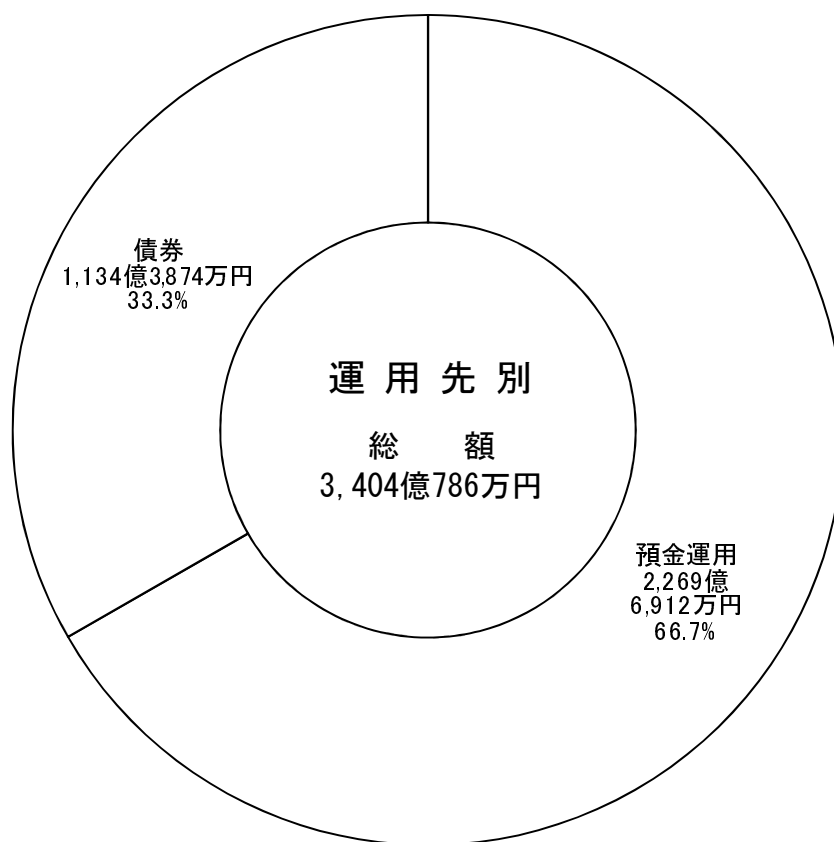 債券
1,134億3,874万円
33.3%
運用先別
総　額
3,404億786万円
預金運用
2,269億
6,912万円
66.7%